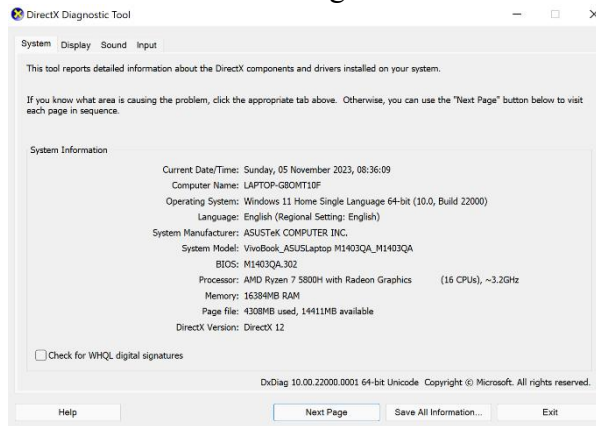 DirectX Diagnostic Tool
System Display Sound Input
This tool reports detailed information about the DirectX components and drivers installed on your system.
If you know what area is causing the problem, click the appropriate tab above. Otherwise, you can use the "Next Page" button below to visit
each page in sequence.
System Information
Current Date/Time: Sunday, 05 November 2023, 08:36:09
Computer Name: LAPTOP-G8OMT10F
Operating System: Windows 11 Home Single Language 64-bit (10.0, Build 22000)
Language: English (Regional Setting: English)
System Manufacturer: ASUSTeK COMPUTER INC.
System Model: VivoBook_ASUSLaptop M1403QA_M1403QA
BIOS: M1403QA.302
Processor: AMD Ryzen 7 5800H with Radeon Graphics (16 CPUs), ~3.2GHz
Memory: 16384MB RAM
Page file: 4308MB used, 14411MB available
DirectX Version: DirectX 12
Check for WHQL digital signatures
DxDiag 10.00.22000.0001 64-bit Unicode Copyright © Microsoft. All rights reserved.
Help Next Page Save All Information... Exit